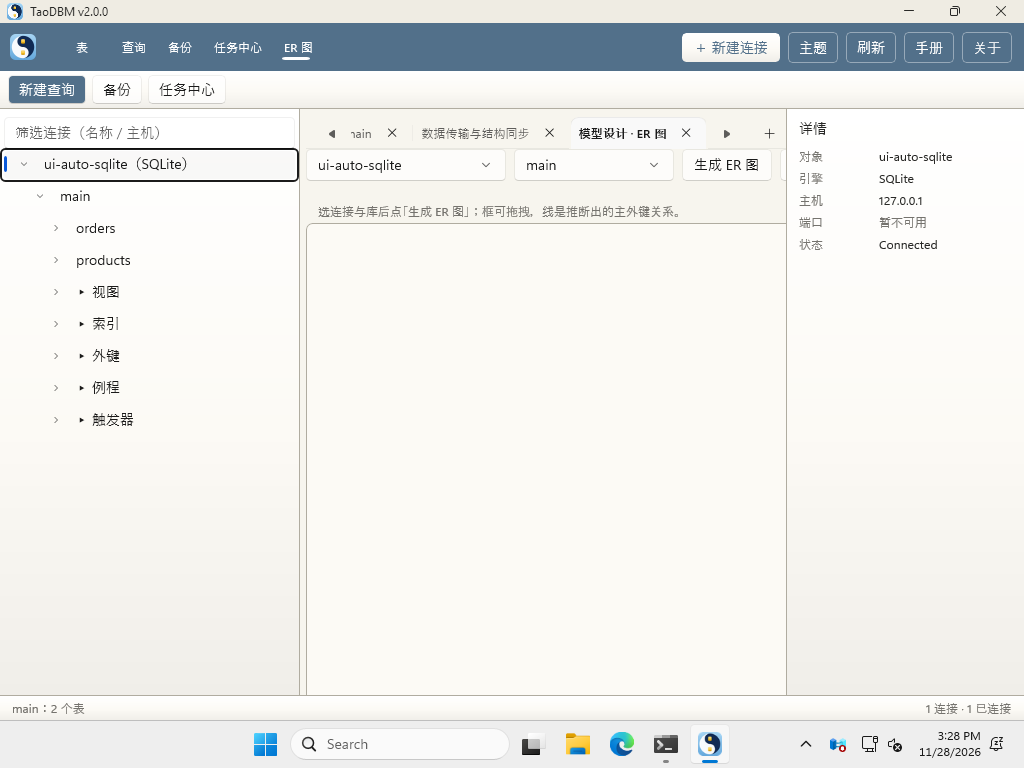 TaoDBM v2.0.0
表 查询 备份 任务中心 ER 图 + 新建连接 主题 刷新 手册 关于
新建查询 备份 任务中心
筛选连接（名称 / 主机）
ui-auto-sqlite（SQLite）
main
orders
products
视图
索引
外键
例程
触发器
main 数据传输与结构同步 模型设计 · ER 图
ui-auto-sqlite main 生成 ER 图
选连接与库后点「生成 ER 图」；框可拖拽，线是推断出的主外键关系。
详情
对象 ui-auto-sqlite
引擎 SQLite
主机 127.0.0.1
端口 暂不可用
状态 Connected
main：2 个表
1 连接 · 1 已连接
Search
3:28 PM
11/28/2026